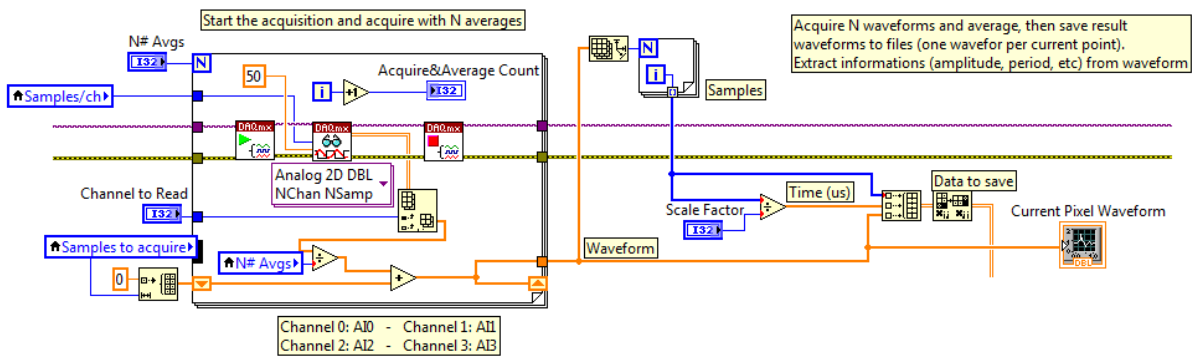 Start the acquisition and acquire with N averages
Acquire N waveforms and average, then save result
waveforms to files (one wavefor per current point).
Extract informations (amplitude, period, etc) from waveform
N# Avgs
I32
N
50
Acquire&Average Count
i
+1
I32
Samples/ch
N
i
Samples
DAQmx
DAQmx
DAQmx
Analog 2D DBL
NChan NSamp
Channel to Read
I32
Samples to acquire
N# Avgs
0
Waveform
Scale Factor
I32
Time (us)
Data to save
Current Pixel Waveform
DBL
Channel 0: AI0 - Channel 1: AI1
Channel 2: AI2 - Channel 3: AI3